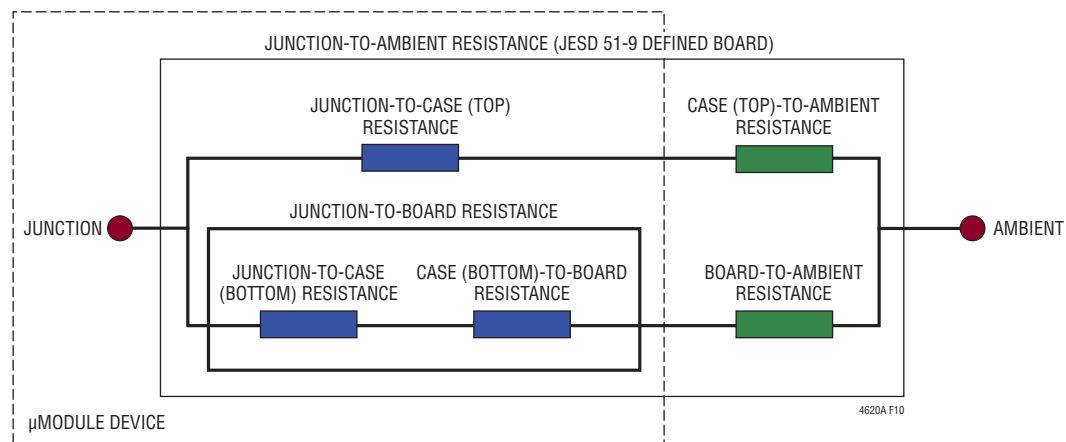 JUNCTION-TO-AMBIENT RESISTANCE (JESD 51-9 DEFINED BOARD)
JUNCTION-TO-CASE (TOP)
RESISTANCE
CASE (TOP)-TO-AMBIENT
RESISTANCE
JUNCTION-TO-BOARD RESISTANCE
JUNCTION
AMBIENT
JUNCTION-TO-CASE
(BOTTOM) RESISTANCE
CASE (BOTTOM)-TO-BOARD
RESISTANCE
BOARD-TO-AMBIENT
RESISTANCE
4620A F10
µMODULE DEVICE